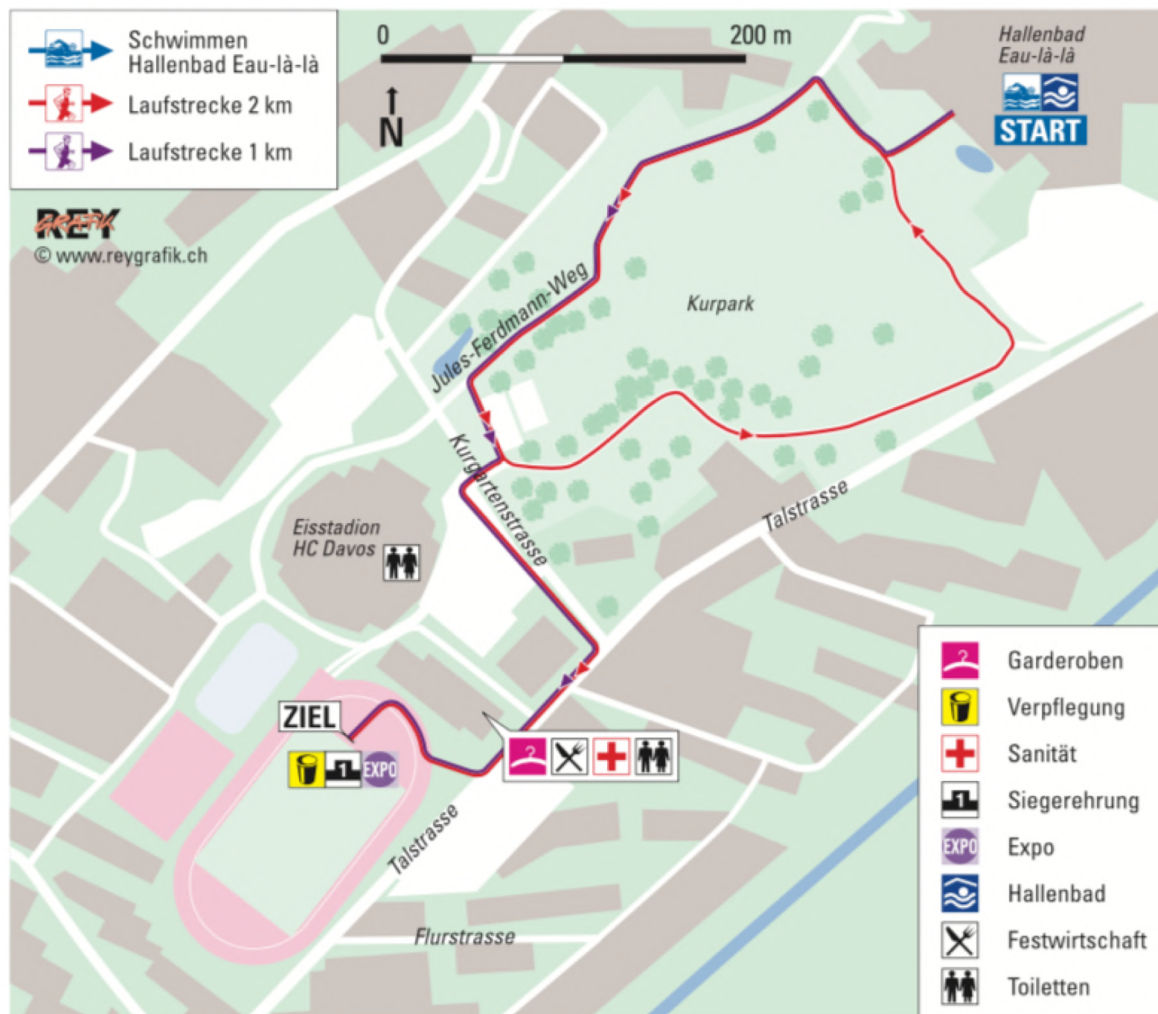 Schwimmen
Hallenbad Eau-là-là
Laufstrecke 2 km
Laufstrecke 1 km
0 200 m
N
Hallenbad
Eau-là-là
START
REY
GRAFIK
© www.reygrafik.ch
Jules-Ferdmann-Weg
Kurpark
Kurgartenstrasse
Talstrasse
Eisstadion
HC Davos
ZIEL
1
EXPO
Talstrasse
Flurstrasse
Garderoben
Verpflegung
Sanität
1 Siegerehrung
EXPO Expo
Hallenbad
Festwirtschaft
Toiletten